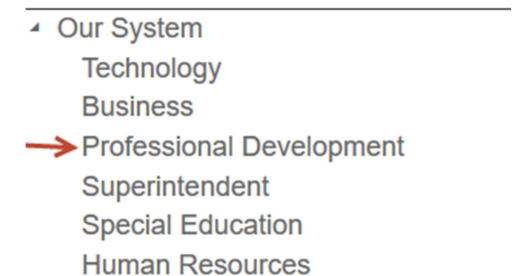 Our System
Technology
Business
Professional Development
Superintendent
Special Education
Human Resources